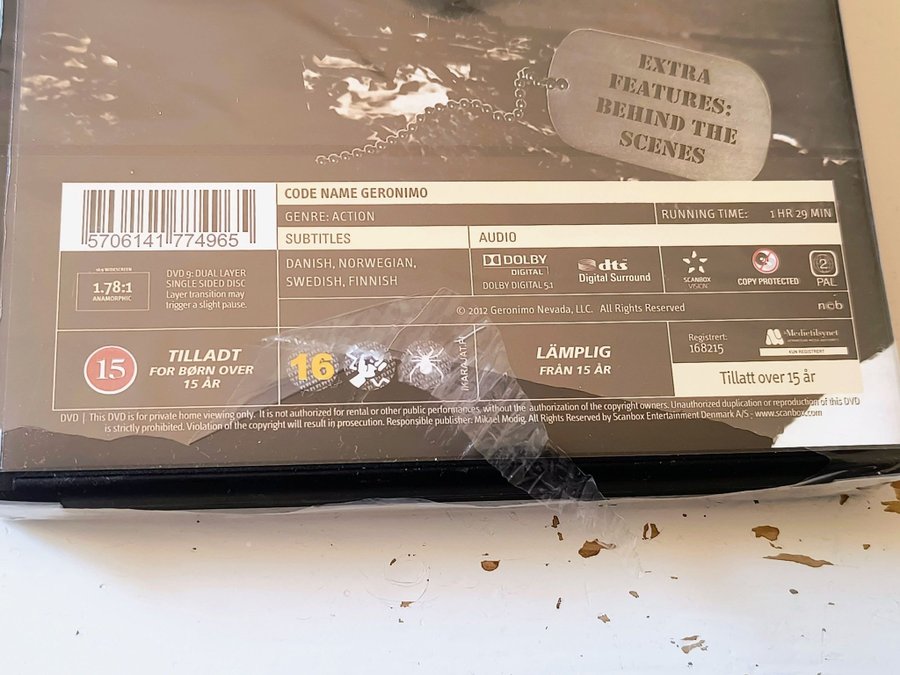 EXTRA
FEATURES:
BEHIND THE
SCENES
5706141 774965
CODE NAME GERONIMO
GENRE: ACTION
RUNNING TIME: 1 HR 29 MIN
SUBTITLES
AUDIO
DANISH, NORWEGIAN,
SWEDISH, FINNISH
DOLBY
DIGITAL
DOLBY DIGITAL 5.1
dts
Digital Surround
SCANBOX
VISION
COPY PROTECTED
2
PAL
16:9 WIDESCREEN
1.78:1
ANAMORPHIC
DVD 9: DUAL LAYER
SINGLE SIDED DISC
Layer transition may
trigger a slight pause.
© 2012 Geronimo Nevada, LLC. All Rights Reserved
ncb
15
TILLADT
FOR BØRN OVER
15 ÅR
16
LÄMPLIG
FRÅN 15 ÅR
Registrert:
168215
Medietilsynet
KUN REGISTRERT
Tillatt over 15 år
DVD | This DVD is for private home viewing only. It is not authorized for rental or other public performances, without the authorization of the copyright owners. Unauthorized duplication or reproduction of this DVD
is strictly prohibited. Violation of the copyright will result in prosecution. Responsible publisher: Mikael Modig, All Rights Reserved by Scanbox Entertainment Denmark A/S - www.scanbox.com